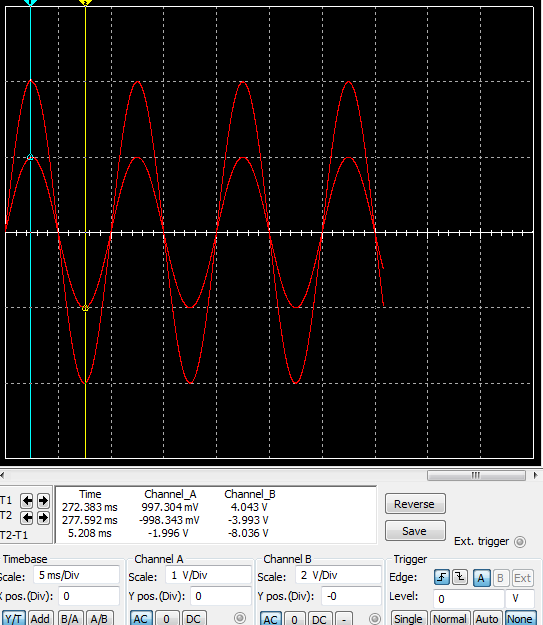 Time Channel_A Channel_B
T1 272.383 ms 997.304 mV 4.043 V
T2 277.592 ms -998.343 mV -3.993 V
T2-T1 5.208 ms -1.996 V -8.036 V
Reverse
Save
Ext. trigger
Timebase Channel A Channel B Trigger
Scale: 5 ms/Div Scale: 1 V/Div Scale: 2 V/Div Edge: A B Ext
X pos.(Div): 0 Y pos.(Div): 0 Y pos.(Div): -0 Level: 0 V
Y/T Add B/A A/B AC 0 DC AC 0 DC - Single Normal Auto None